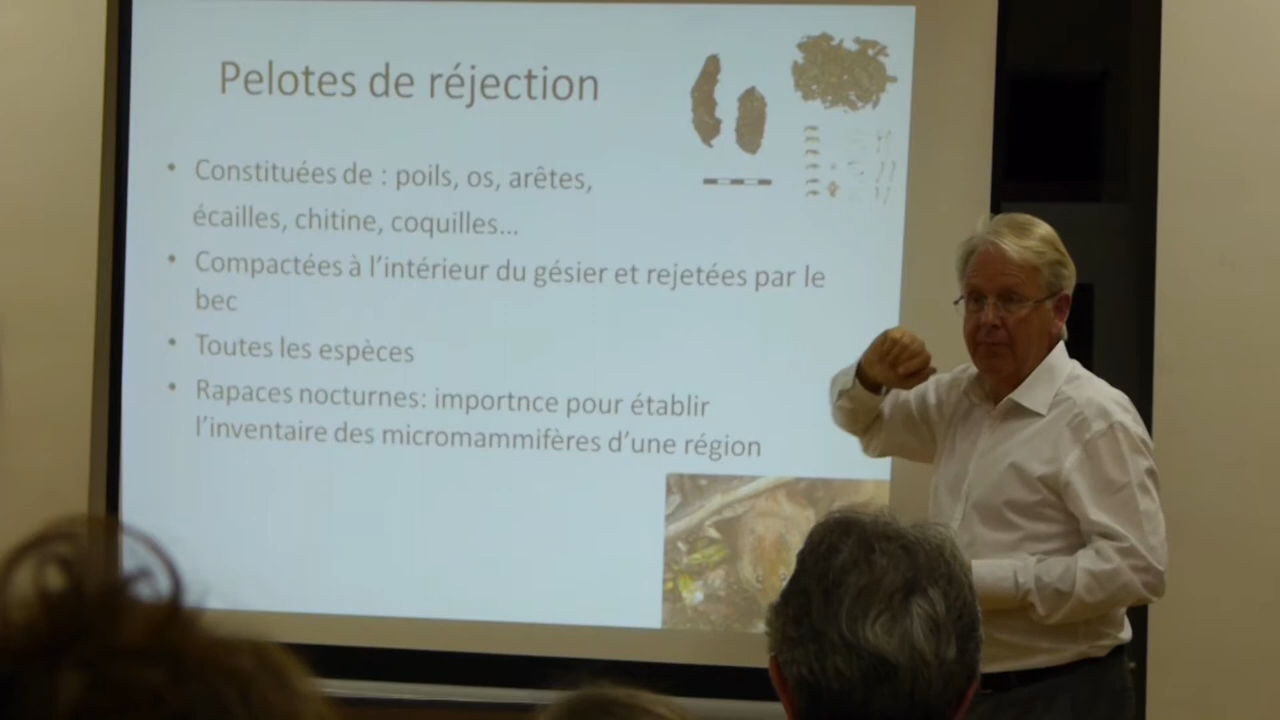 Pelotes de réjection
• Constituées de : poils, os, arêtes,
écailles, chitine, coquilles...
• Compactées à l'intérieur du gésier et rejetées par le
bec
• Toutes les espèces
• Rapaces nocturnes: importnce pour établir
l'inventaire des micromammifères d'une région